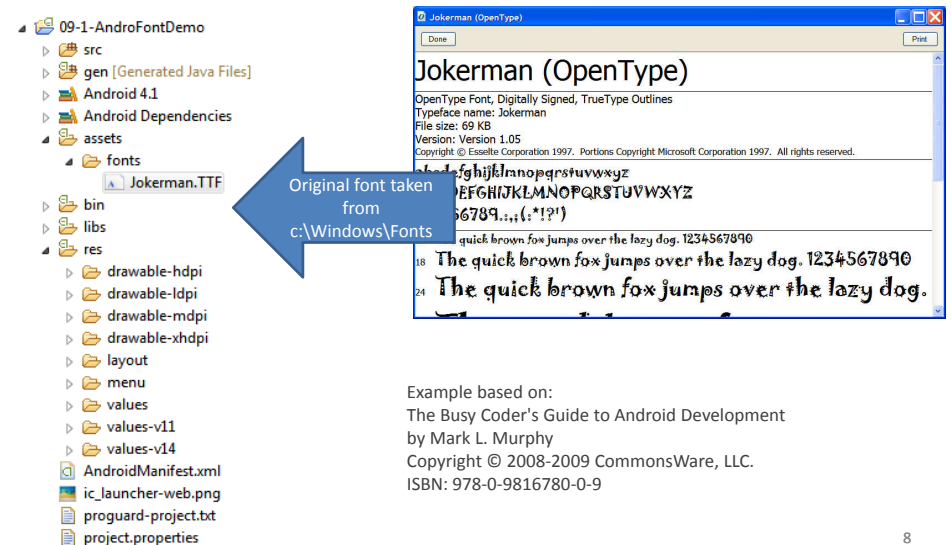 09-1-AndroFontDemo
src
gen [Generated Java Files]
Android 4.1
Android Dependencies
assets
fonts
Jokerman.TTF
bin
libs
res
drawable-hdpi
drawable-ldpi
drawable-mdpi
drawable-xhdpi
layout
menu
values
values-v11
values-v14
AndroidManifest.xml
ic_launcher-web.png
proguard-project.txt
project.properties
Original font taken
from
c:\Windows\Fonts
Jokerman (OpenType)
Done
Print
Jokerman (OpenType)
OpenType Font, Digitally Signed, TrueType Outlines
Typeface name: Jokerman
File size: 69 KB
Version: Version 1.05
Copyright © Esselte Corporation 1997. Portions Copyright Microsoft Corporation 1997. All rights reserved.
abcdefghijklmnopqrstuvwxyz
DEFGHIJKLMNOPQRSTUVWXYZ
6789.:,;(:*!?')
quick brown fox jumps over the lazy dog. 1234567890
18 The quick brown fox jumps over the lazy dog. 1234567890
24 The quick brown fox jumps over the lazy dog.
Example based on:
The Busy Coder's Guide to Android Development
by Mark L. Murphy
Copyright © 2008-2009 CommonsWare, LLC.
ISBN: 978-0-9816780-0-9
8